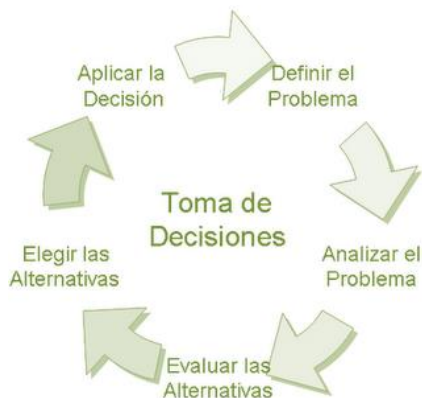 Aplicar la
Decisión
Definir el
Problema
Toma de
Decisiones
Elegir las
Alternativas
Analizar el
Problema
Evaluar las
Alternativas